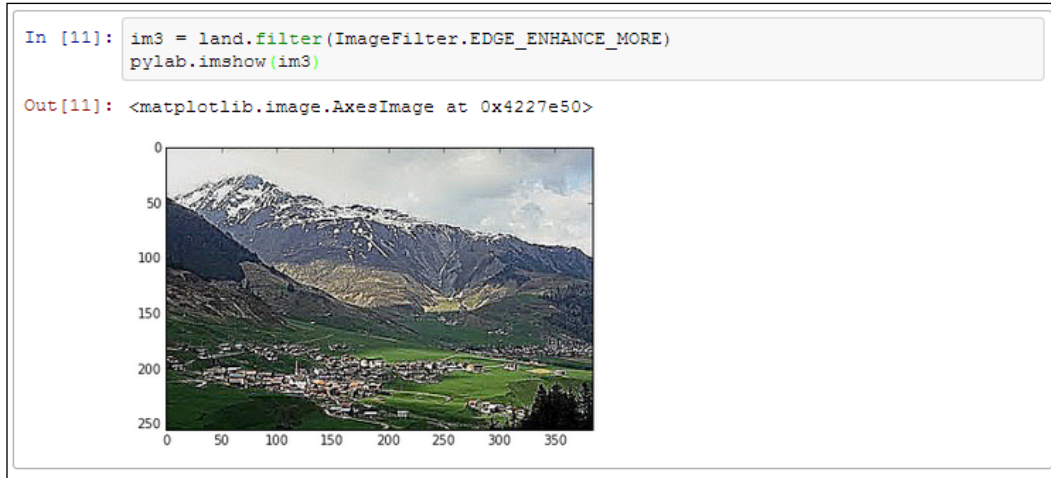 In [11]: im3 = land.filter(ImageFilter.EDGE_ENHANCE_MORE)
pylab.imshow(im3)
Out[11]: <matplotlib.image.AxesImage at 0x4227e50>
0
50
100
150
200
250
0 50 100 150 200 250 300 350